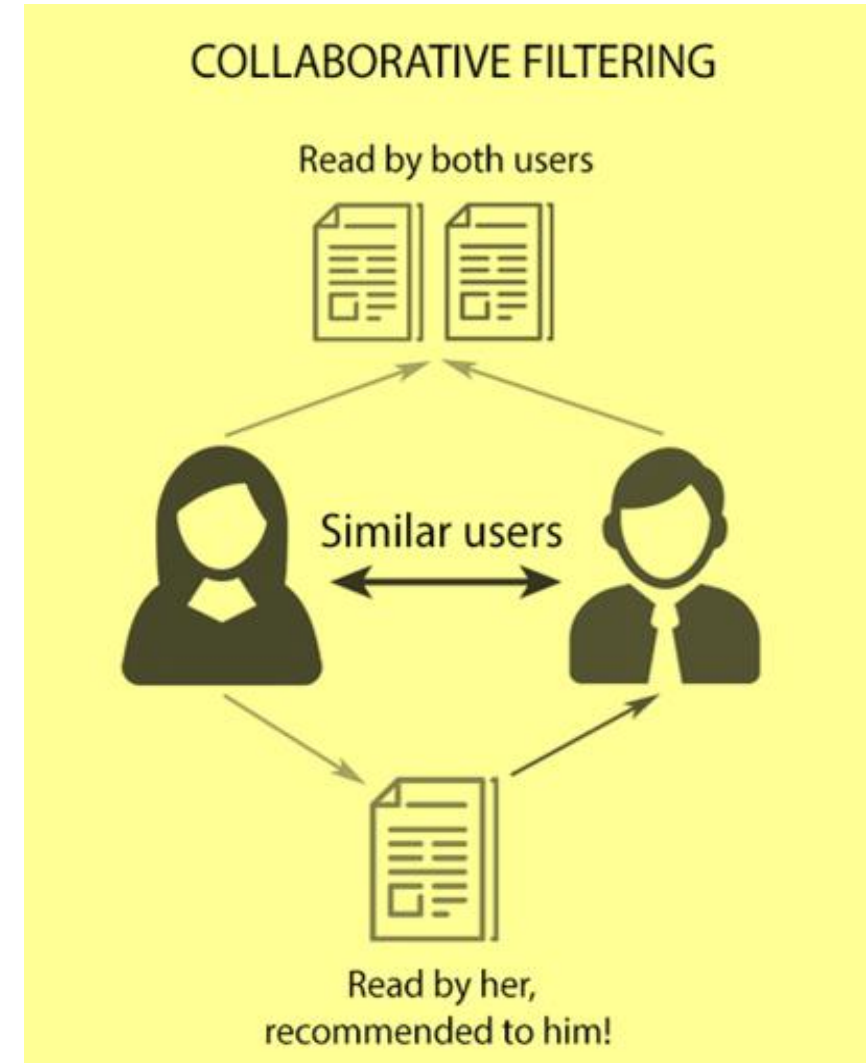 COLLABORATIVE FILTERING
Read by both users
Similar users
Read by her,
recommended to him!